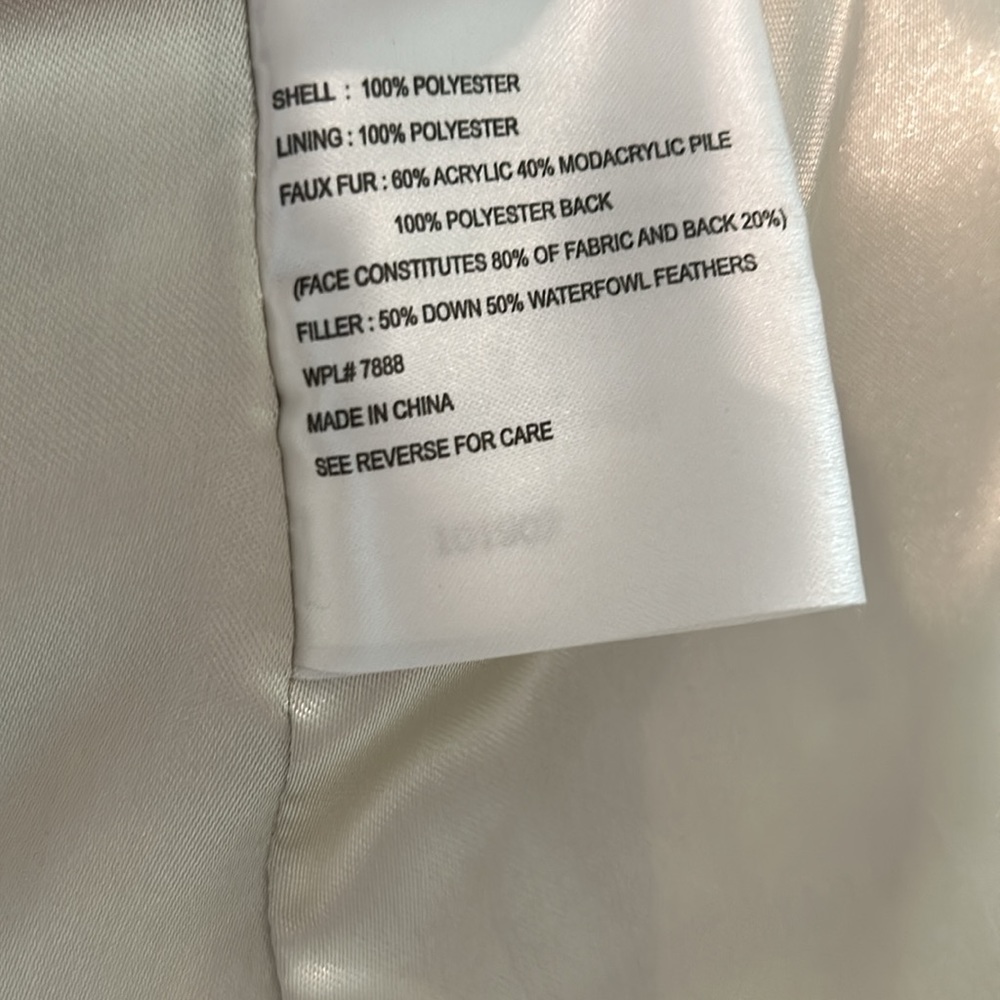 SHELL : 100% POLYESTER
LINING : 100% POLYESTER
FAUX FUR : 60% ACRYLIC 40% MODACRYLIC PILE
100% POLYESTER BACK
(FACE CONSTITUTES 80% OF FABRIC AND BACK 20%)
FILLER : 50% DOWN 50% WATERFOWL FEATHERS
WPL# 7888
MADE IN CHINA
SEE REVERSE FOR CARE